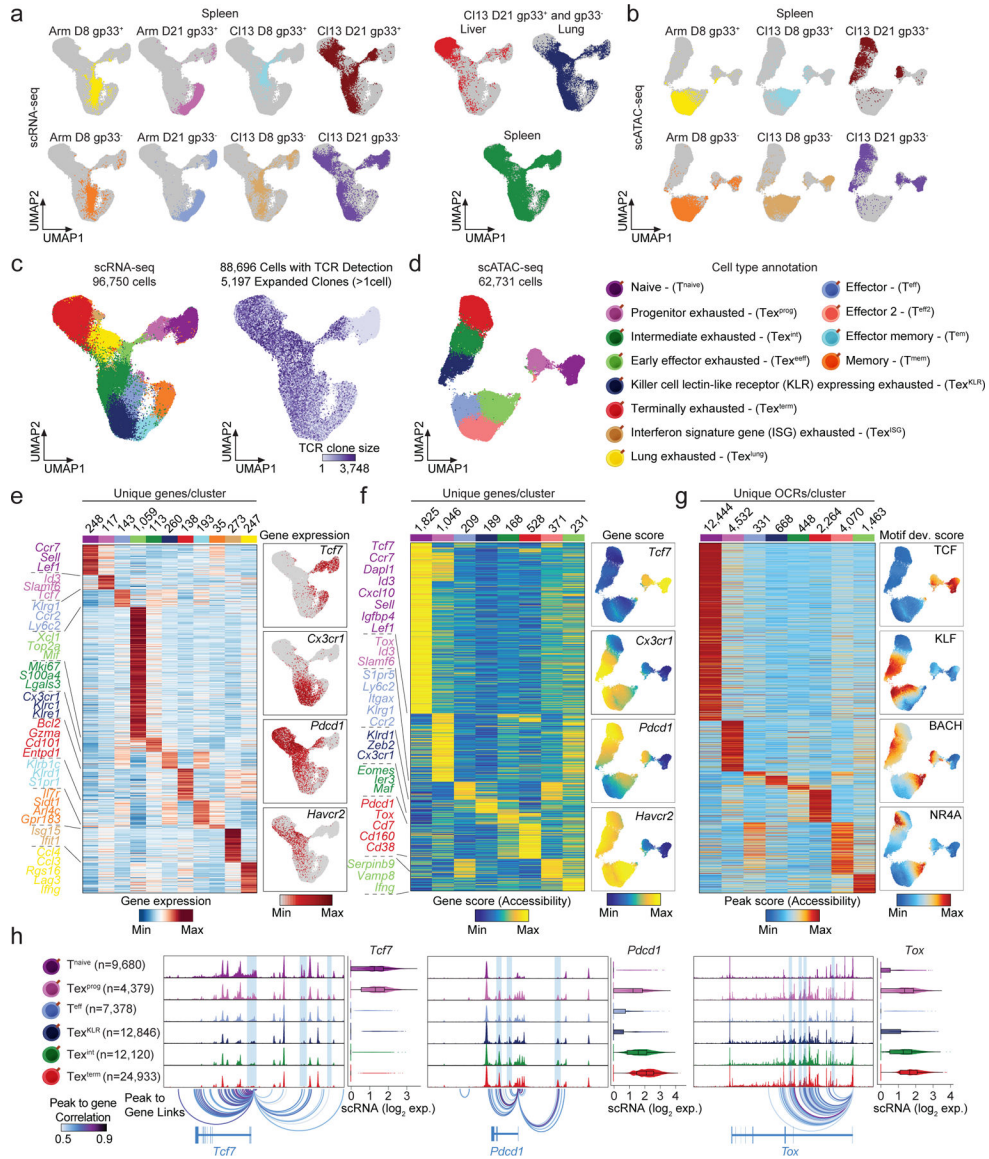 a
Spleen
Arm D8 gp33+
Arm D21 gp33+
Cl13 D8 gp33+
Cl13 D21 gp33+
Cl13 D21 gp33+ and gp33-
Liver
Lung
scRNA-seq
Arm D8 gp33-
Arm D21 gp33-
Cl13 D8 gp33-
Cl13 D21 gp33-
Spleen
UMAP2
UMAP1
UMAP2
UMAP1
b
Spleen
Arm D8 gp33+
Cl13 D8 gp33+
Cl13 D21 gp33+
scATAC-seq
Arm D8 gp33-
Cl13 D8 gp33-
Cl13 D21 gp33-
UMAP2
UMAP1
c
scRNA-seq
96,750 cells
88,696 Cells with TCR Detection
5,197 Expanded Clones (>1cell)
UMAP2
UMAP1
TCR clone size
1 3,748
d
scATAC-seq
62,731 cells
UMAP2
UMAP1
Cell type annotation
Naive - (Tnaive)
Progenitor exhausted - (Texprog)
Intermediate exhausted - (Texint)
Early effector exhausted - (Texeeff)
Killer cell lectin-like receptor (KLR) expressing exhausted - (TexKLR)
Terminally exhausted - (Texterm)
Interferon signature gene (ISG) exhausted - (TexISG)
Lung exhausted - (Texlung)
Effector - (Teff)
Effector 2 - (Teff2)
Effector memory - (Tem)
Memory - (Tmem)
e
Unique genes/cluster
248 117 143 1,059 113 260 138 193 35 273 247
Ccr7
Sell
Lef1
Id3
Slamf6
Tcf7
Klrg1
Ccr2
Ly6c2
Xcl1
Top2a
Mif
Mki67
S100a4
Lgals3
Cx3cr1
Klrc1
Klre1
Bcl2
Gzma
Cd101
Entpd1
Klrb1c
Klrd1
S1pr1
Il7r
Sidt1
Arl4c
Gpr183
Isg15
Ifit1
Ccl4
Ccl3
Rgs16
Lag3
Ifng
Gene expression
Min Max
Gene expression
Tcf7
Cx3cr1
Pdcd1
Havcr2
Min Max
f
Unique genes/cluster
1,825 1,046 209 189 168 528 371 231
Tcf7
Ccr7
Dapl1
Id3
Cxcl10
Sell
Igfbp4
Lef1
Tox
Id3
Slamf6
S1pr5
Ly6c2
Itgax
Klrg1
Ccr2
Klrd1
Zeb2
Cx3cr1
Eomes
Ier3
Maf
Pdcd1
Tox
Cd7
Cd160
Cd38
Serpinb9
Vamp8
Ifng
Gene score (Accessibility)
Min Max
Gene score
Tcf7
Cx3cr1
Pdcd1
Havcr2
Min Max
g
Unique OCRs/cluster
12,444 4,532 331 668 448 2,264 4,070 1,463
Peak score (Accessibility)
Min Max
Motif dev. score
TCF
KLF
BACH
NR4A
Min Max
h
Tnaive (n=9,680)
Texprog (n=4,379)
Teff (n=7,378)
TexKLR (n=12,846)
Texint (n=12,120)
Texterm (n=24,933)
Peak to gene
Correlation
0.5 0.9
Peak to
Gene Links
Tcf7
0 1 2 3 4
scRNA (log2 exp.)
Tcf7
Pdcd1
0 1 2 3 4
scRNA (log2 exp.)
Pdcd1
Tox
0 1 2 3 4
scRNA (log2 exp.)
Tox